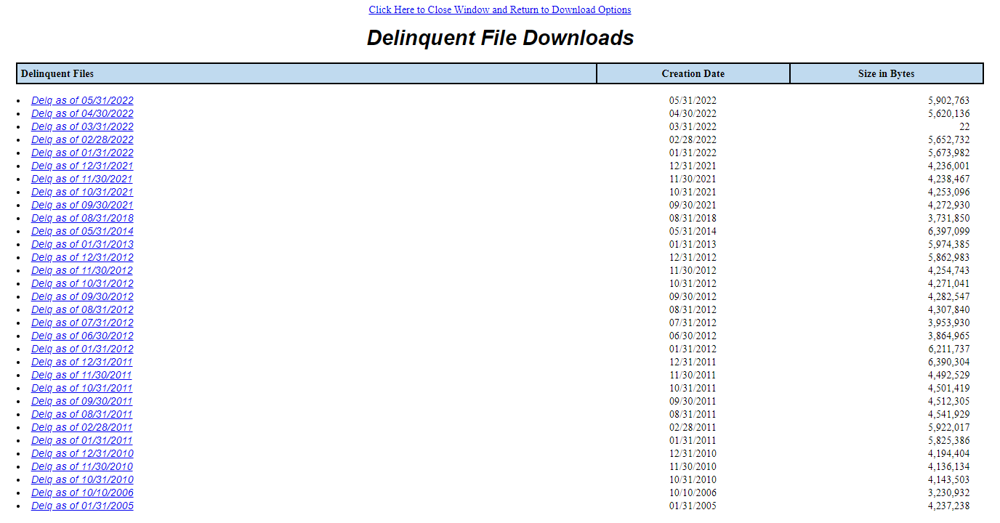 Click Here to Close Window and Return to Download Options
Delinquent File Downloads
Delinquent Files Creation Date Size in Bytes
Delq as of 05/31/2022 05/31/2022 5,902,763
Delq as of 04/30/2022 04/30/2022 5,620,136
Delq as of 03/31/2022 03/31/2022 22
Delq as of 02/28/2022 02/28/2022 5,652,732
Delq as of 01/31/2022 01/31/2022 5,673,982
Delq as of 12/31/2021 12/31/2021 4,236,001
Delq as of 11/30/2021 11/30/2021 4,238,467
Delq as of 10/31/2021 10/31/2021 4,253,096
Delq as of 09/30/2021 09/30/2021 4,272,930
Delq as of 08/31/2018 08/31/2018 3,731,850
Delq as of 05/31/2014 05/31/2014 6,397,099
Delq as of 01/31/2013 01/31/2013 5,974,385
Delq as of 12/31/2012 12/31/2012 5,862,983
Delq as of 11/30/2012 11/30/2012 4,254,743
Delq as of 10/31/2012 10/31/2012 4,271,041
Delq as of 09/30/2012 09/30/2012 4,282,547
Delq as of 08/31/2012 08/31/2012 4,307,840
Delq as of 07/31/2012 07/31/2012 3,953,930
Delq as of 06/30/2012 06/30/2012 3,864,965
Delq as of 01/31/2012 01/31/2012 6,211,737
Delq as of 12/31/2011 12/31/2011 6,390,304
Delq as of 11/30/2011 11/30/2011 4,492,529
Delq as of 10/31/2011 10/31/2011 4,501,419
Delq as of 09/30/2011 09/30/2011 4,512,305
Delq as of 08/31/2011 08/31/2011 4,541,929
Delq as of 02/28/2011 02/28/2011 5,922,017
Delq as of 01/31/2011 01/31/2011 5,825,386
Delq as of 12/31/2010 12/31/2010 4,194,404
Delq as of 11/30/2010 11/30/2010 4,136,134
Delq as of 10/31/2010 10/31/2010 4,143,503
Delq as of 10/10/2006 10/10/2006 3,230,932
Delq as of 01/31/2005 01/31/2005 4,237,238